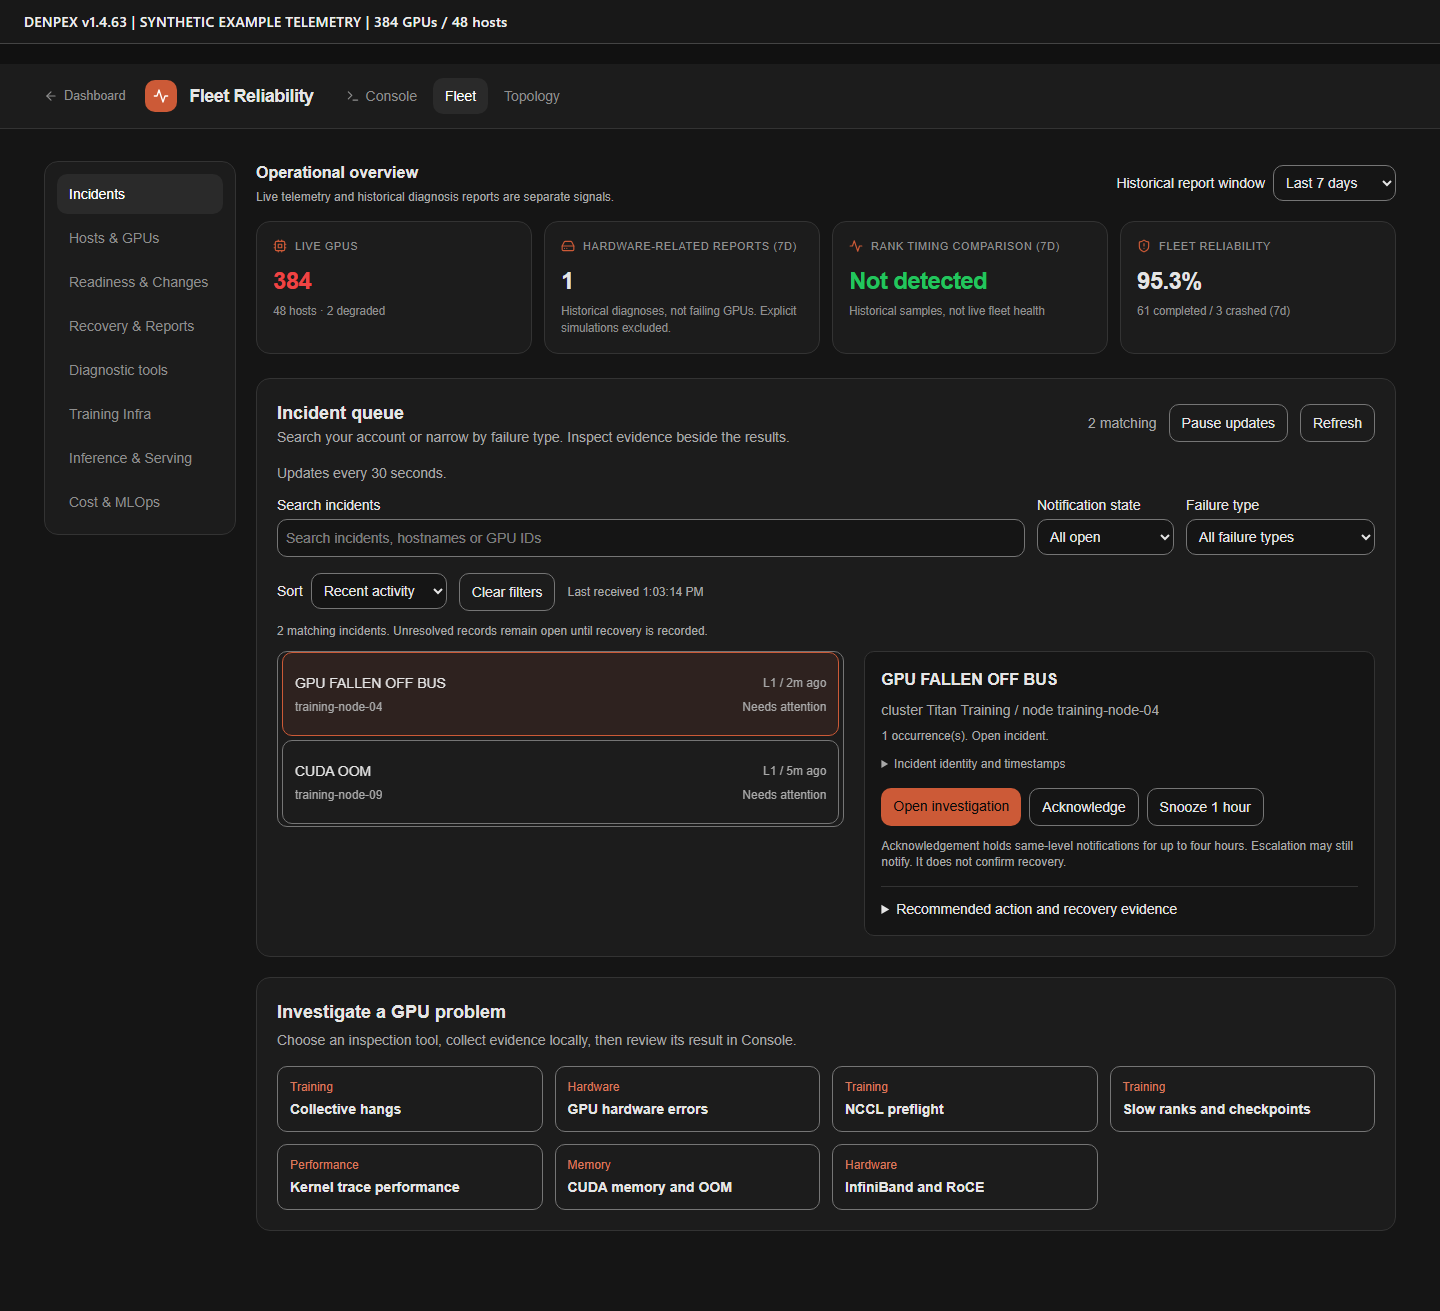 DENPEX v1.4.63 | SYNTHETIC EXAMPLE TELEMETRY | 384 GPUs / 48 hosts
Dashboard
Fleet Reliability
Console
Fleet
Topology
Incidents
Hosts & GPUs
Readiness & Changes
Recovery & Reports
Diagnostic tools
Training Infra
Inference & Serving
Cost & MLOps
Operational overview
Live telemetry and historical diagnosis reports are separate signals.
Historical report window
Last 7 days
LIVE GPUS
384
48 hosts · 2 degraded
HARDWARE-RELATED REPORTS (7D)
1
Historical diagnoses, not failing GPUs. Explicit
simulations excluded.
RANK TIMING COMPARISON (7D)
Not detected
Historical samples, not live fleet health
FLEET RELIABILITY
95.3%
61 completed / 3 crashed (7d)
Incident queue
Search your account or narrow by failure type. Inspect evidence beside the results.
2 matching
Pause updates
Refresh
Updates every 30 seconds.
Search incidents
Search incidents, hostnames or GPU IDs
Notification state
All open
Failure type
All failure types
Sort
Recent activity
Clear filters
Last received 1:03:14 PM
2 matching incidents. Unresolved records remain open until recovery is recorded.
GPU FALLEN OFF BUS
L1 / 2m ago
training-node-04
Needs attention
CUDA OOM
L1 / 5m ago
training-node-09
Needs attention
GPU FALLEN OFF BUS
cluster Titan Training / node training-node-04
1 occurrence(s). Open incident.
Incident identity and timestamps
Open investigation
Acknowledge
Snooze 1 hour
Acknowledgement holds same-level notifications for up to four hours. Escalation may still
notify. It does not confirm recovery.
Recommended action and recovery evidence
Investigate a GPU problem
Choose an inspection tool, collect evidence locally, then review its result in Console.
Training
Collective hangs
Hardware
GPU hardware errors
Training
NCCL preflight
Training
Slow ranks and checkpoints
Performance
Kernel trace performance
Memory
CUDA memory and OOM
Hardware
InfiniBand and RoCE